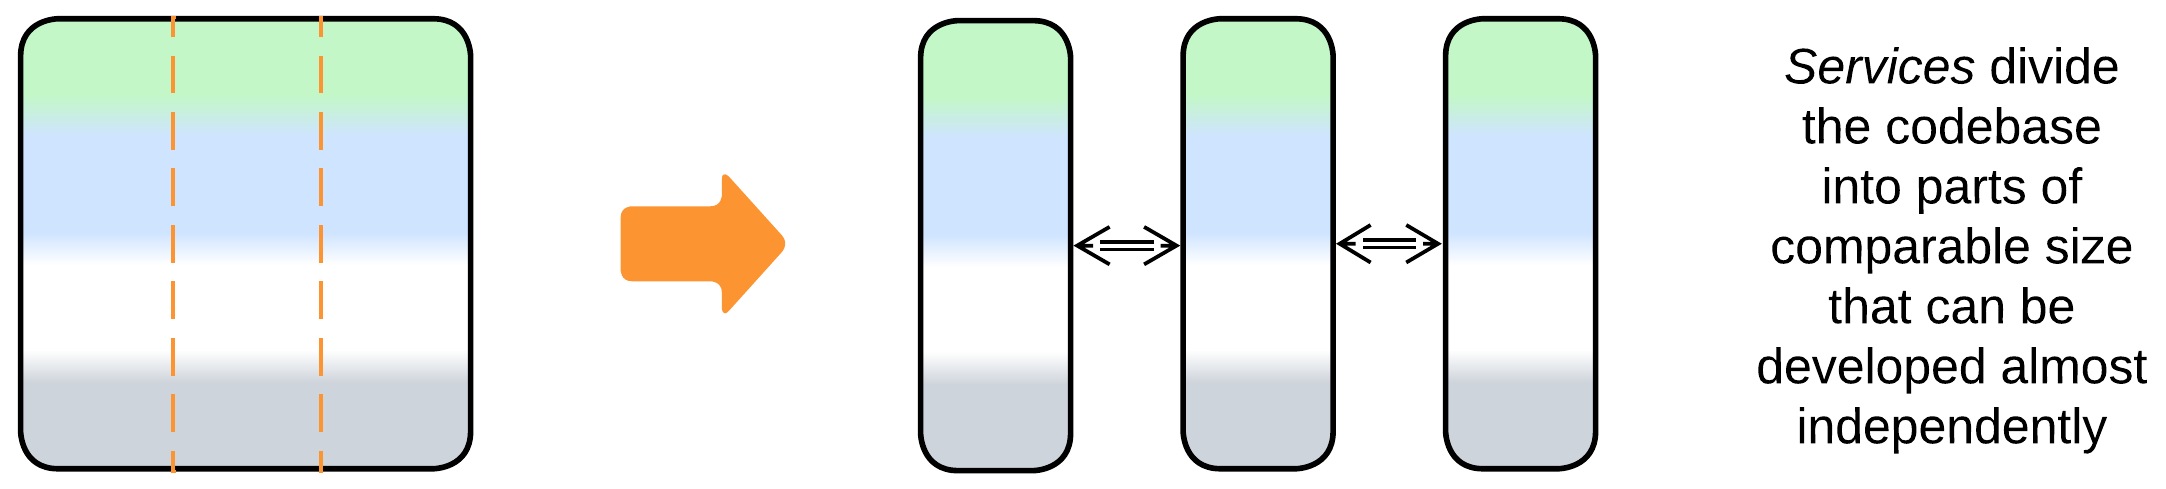 Services divide
the codebase
into parts of
comparable size
that can be
developed almost
independently